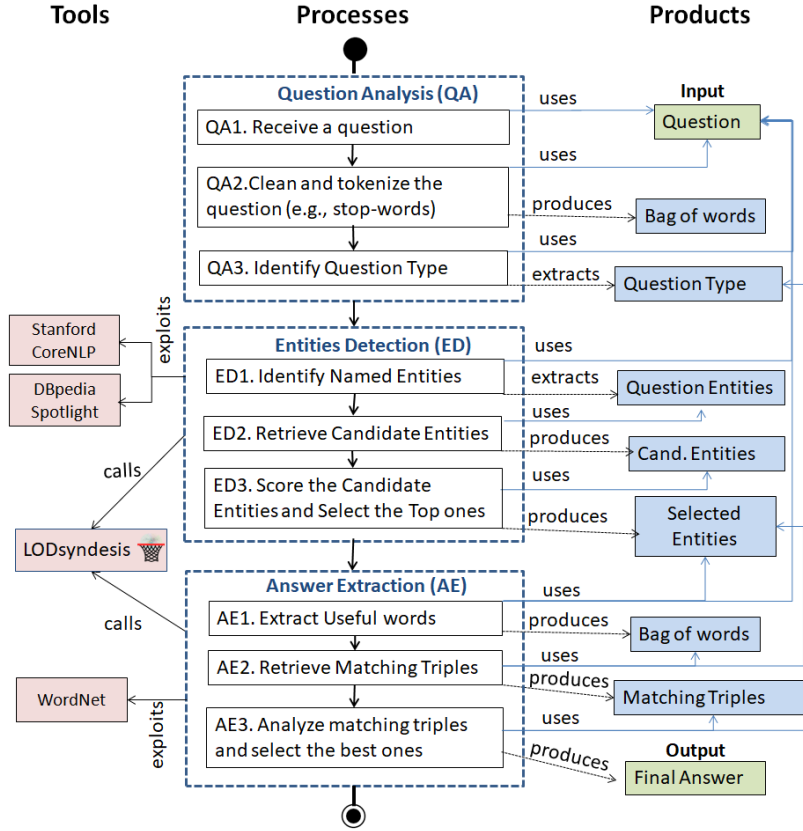 Tools
Processes
Products
Question Analysis (QA)
uses
Input
QA1. Receive a question
Question
uses
QA2.Clean and tokenize the
question (e.g., stop-words)
produces
Bag of words
uses
QA3. Identify Question Type
extracts
Question Type
exploits
Stanford
CoreNLP
Entities Detection (ED)
uses
ED1. Identify Named Entities
extracts
Question Entities
DBpedia
Spotlight
uses
ED2. Retrieve Candidate Entities
produces
Cand. Entities
calls
uses
ED3. Score the Candidate
Entities and Select the Top ones
produces
Selected
Entities
LODsyndesis
Answer Extraction (AE)
uses
calls
AE1. Extract Useful words
produces
Bag of words
uses
AE2. Retrieve Matching Triples
produces
WordNet
Matching Triples
exploits
uses
AE3. Analyze matching triples
and select the best ones
produces
Output
Final Answer